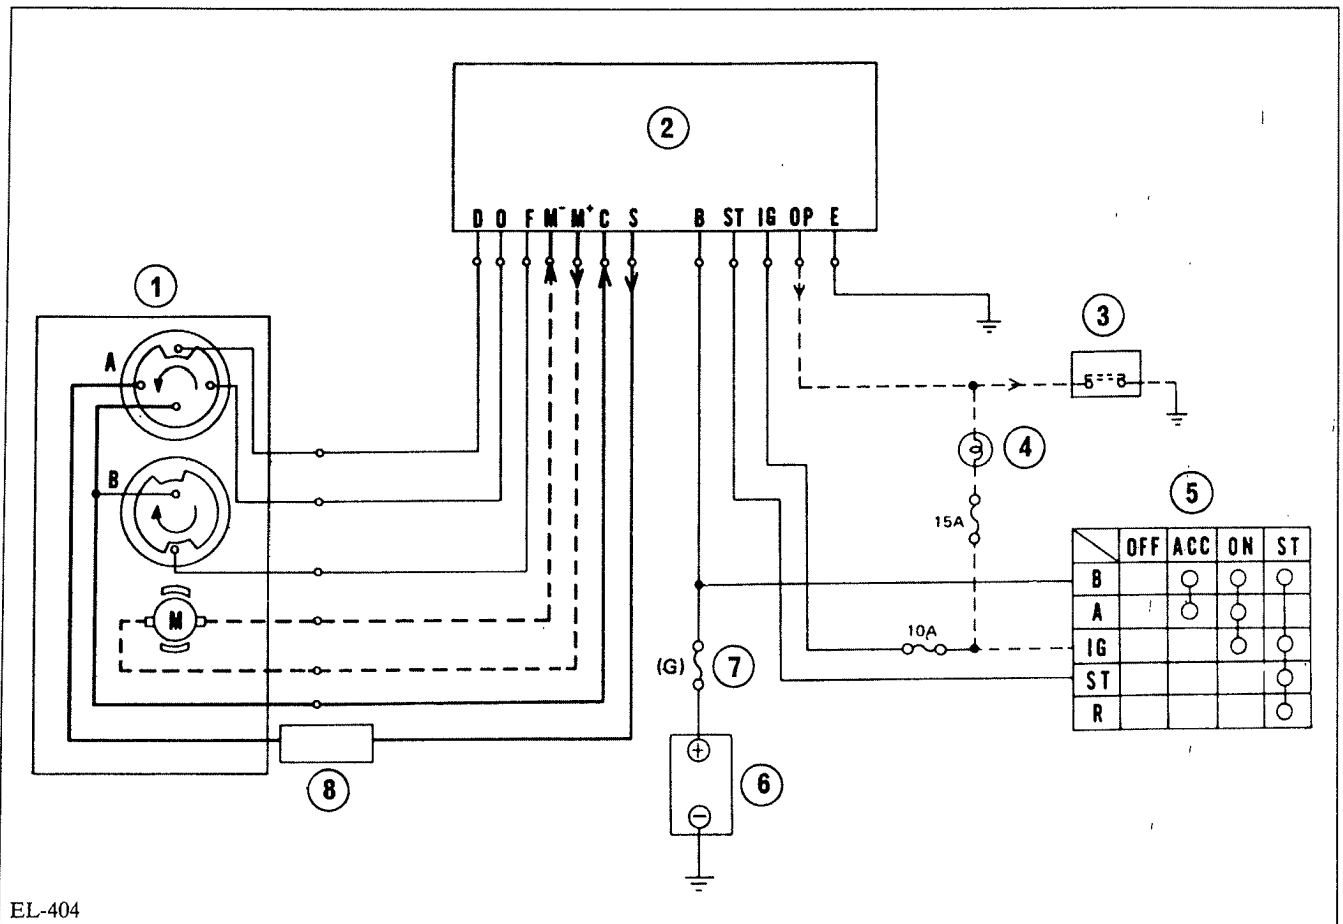 2
D O F M⁻ M⁺ C S B ST IG OP E
1
3
A
4
B
5
15A
OFF ACC ON ST
B
A
M
10A
IG
(G) 7
ST
R
+
8
6
−
EL-404